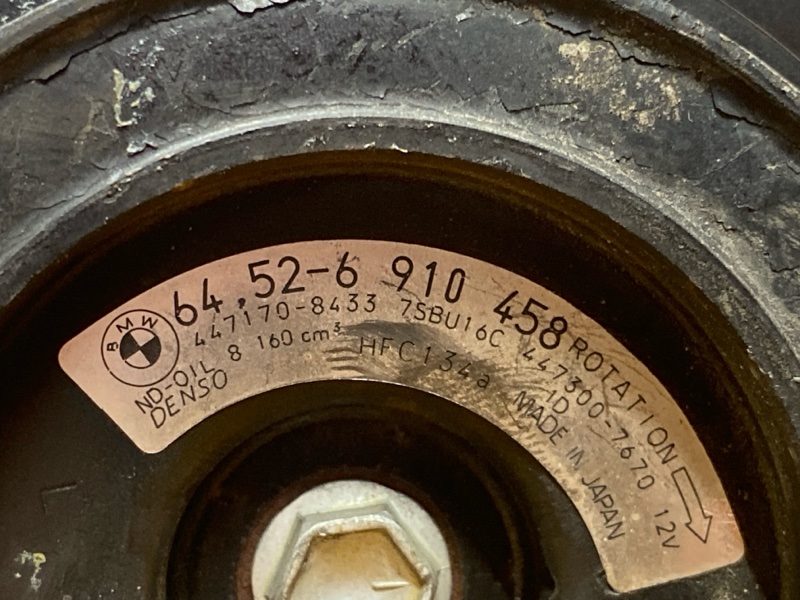 BMW
64.52-6 910 458 ROTATION
447170-8433 7SBU16C 447300-7670 12V
ND-OIL 8 160 cm³ HFC134a 1D
DENSO MADE IN JAPAN